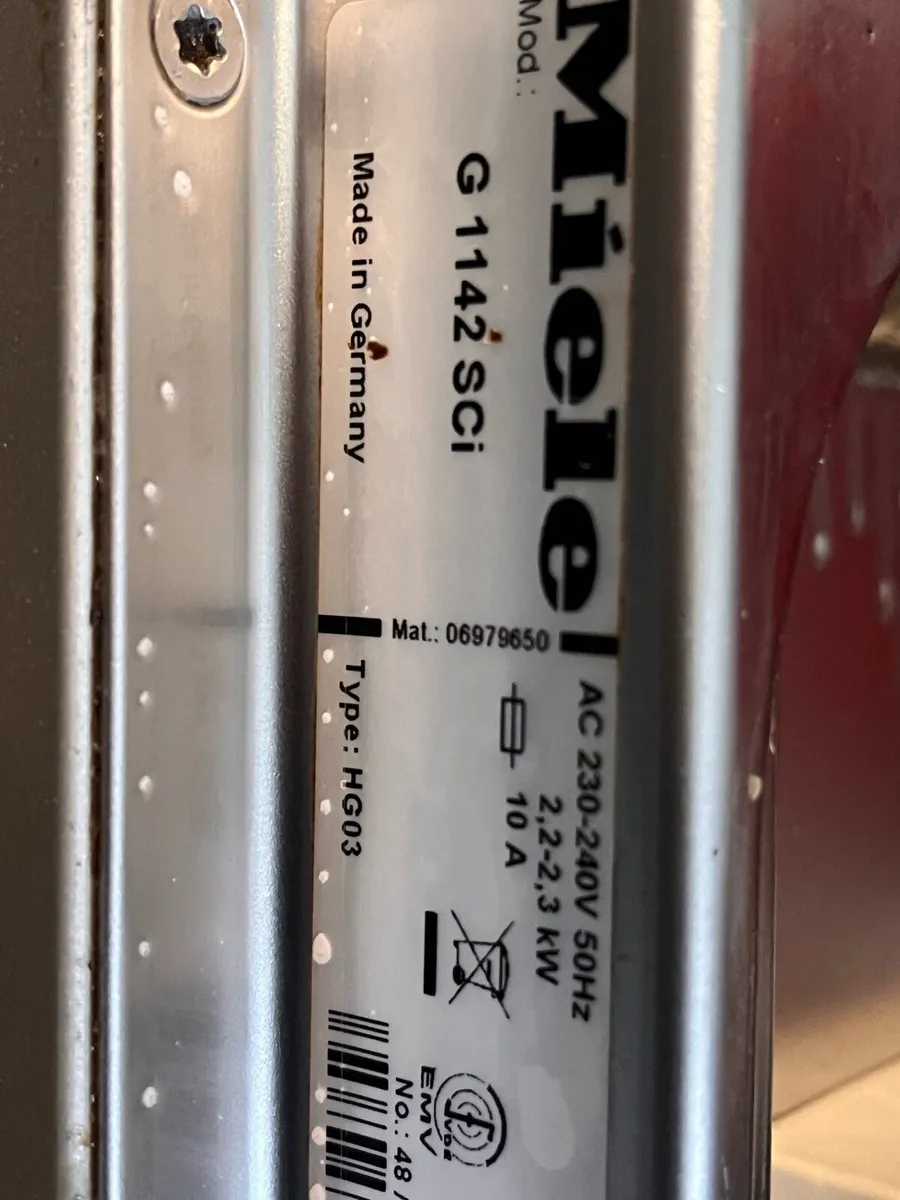 Miele
Mod.:
G 1142 SCi
Made in Germany
Mat.: 06979650
AC 230-240V 50Hz
2,2-2,3 kW
10 A
Type: HG03
VDE
EMV
No.: 48 /